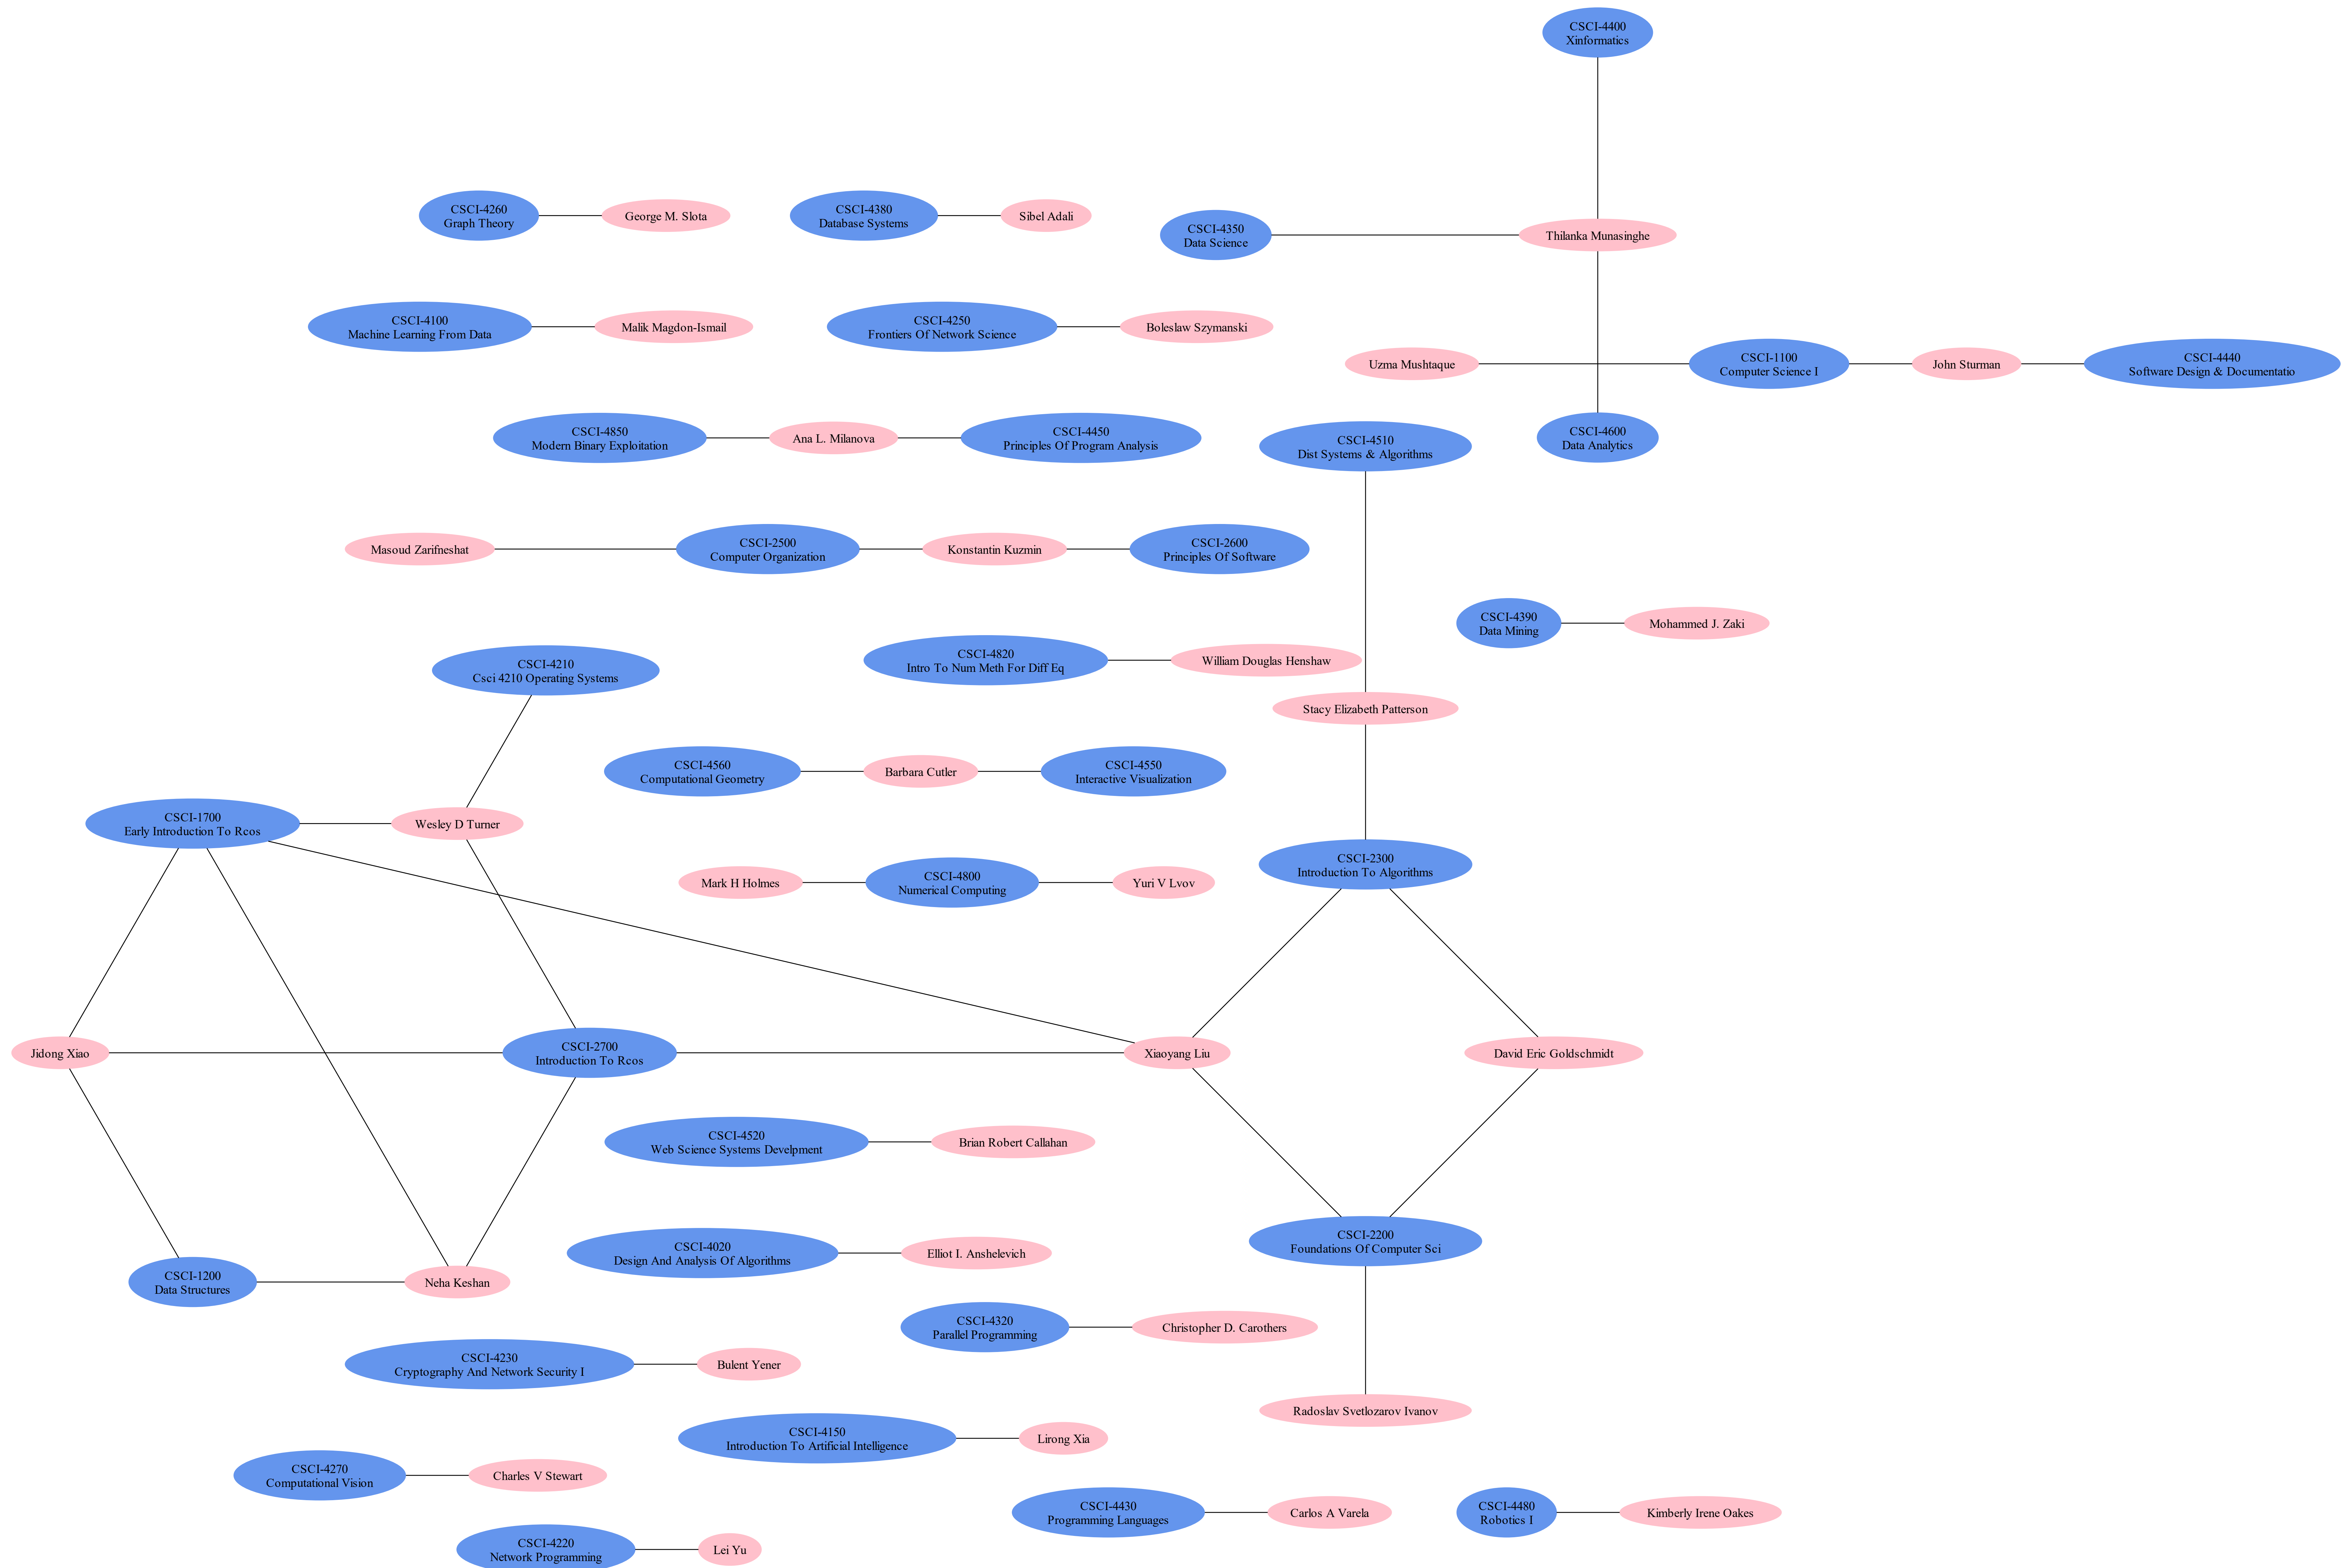 CSCI-4400
Xinformatics
CSCI-4260
Graph Theory
George M. Slota
CSCI-4380
Database Systems
Sibel Adali
CSCI-4350
Data Science
Thilanka Munasinghe
CSCI-4100
Machine Learning From Data
Malik Magdon-Ismail
CSCI-4250
Frontiers Of Network Science
Boleslaw Szymanski
Uzma Mushtaque
CSCI-1100
Computer Science I
John Sturman
CSCI-4440
Software Design & Documentatio
CSCI-4850
Modern Binary Exploitation
Ana L. Milanova
CSCI-4450
Principles Of Program Analysis
CSCI-4510
Dist Systems & Algorithms
CSCI-4600
Data Analytics
Masoud Zarifneshat
CSCI-2500
Computer Organization
Konstantin Kuzmin
CSCI-2600
Principles Of Software
CSCI-4390
Data Mining
Mohammed J. Zaki
CSCI-4210
Csci 4210 Operating Systems
CSCI-4820
Intro To Num Meth For Diff Eq
William Douglas Henshaw
Stacy Elizabeth Patterson
CSCI-4560
Computational Geometry
Barbara Cutler
CSCI-4550
Interactive Visualization
CSCI-1700
Early Introduction To Rcos
Wesley D Turner
Mark H Holmes
CSCI-4800
Numerical Computing
Yuri V Lvov
CSCI-2300
Introduction To Algorithms
Jidong Xiao
CSCI-2700
Introduction To Rcos
Xiaoyang Liu
David Eric Goldschmidt
CSCI-4520
Web Science Systems Develpment
Brian Robert Callahan
CSCI-4020
Design And Analysis Of Algorithms
Elliot I. Anshelevich
CSCI-2200
Foundations Of Computer Sci
CSCI-1200
Data Structures
Neha Keshan
CSCI-4320
Parallel Programming
Christopher D. Carothers
CSCI-4230
Cryptography And Network Security I
Bulent Yener
Radoslav Svetlozarov Ivanov
CSCI-4150
Introduction To Artificial Intelligence
Lirong Xia
CSCI-4270
Computational Vision
Charles V Stewart
CSCI-4430
Programming Languages
Carlos A Varela
CSCI-4480
Robotics I
Kimberly Irene Oakes
CSCI-4220
Network Programming
Lei Yu